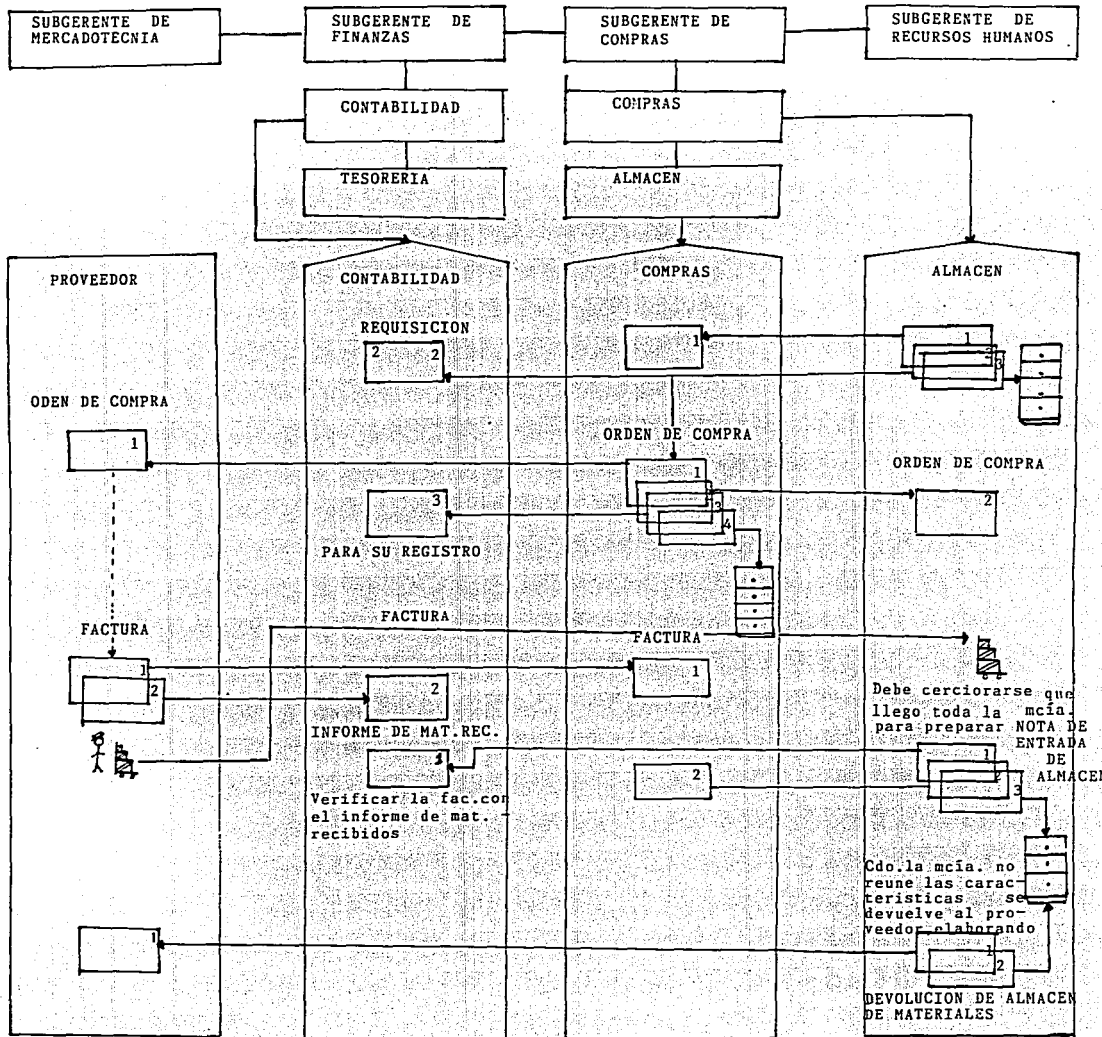 SUBGERENTE DE
MERCADOTECNIA
SUBGERENTE DE
FINANZAS
SUBGERENTE DE
COMPRAS
SUBGERENTE DE
RECURSOS HUMANOS
CONTABILIDAD
COMPRAS
TESORERIA
ALMACEN
PROVEEDOR
CONTABILIDAD
COMPRAS
ALMACEN
REQUISICION
2 2
1
1
2
3
ODEN DE COMPRA
1
ORDEN DE COMPRA
1
3
4
ORDEN DE COMPRA
2
3
PARA SU REGISTRO
FACTURA
FACTURA
1
2
2
FACTURA
1
Debe cerciorarse que
llego toda la mcía.
para preparar NOTA DE
ENTRADA
DE
ALMACEN
INFORME DE MAT.REC.
1
2
1
2
3
Verificar la fac.con
el informe de mat. -
recibidos
Cdo.la mcía. no
reune las carac-
teristicas se
devuelve al pro-
veedor elaborando
1
1
2
DEVOLUCION DE ALMACEN
DE MATERIALES